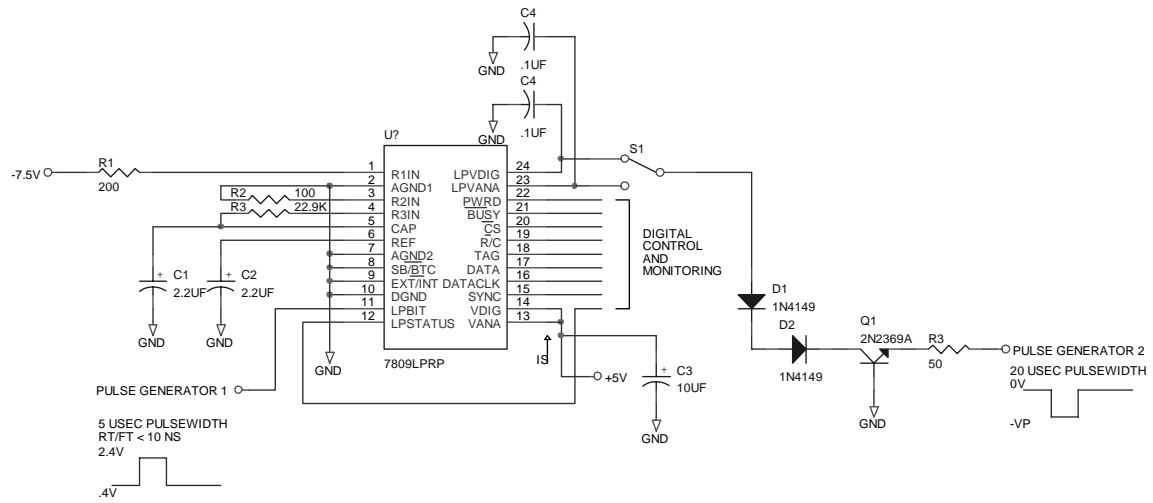 C4
GND
.1UF
C4
GND
.1UF
U?
S1
-7.5V
R1
200
R2
100
R3
22.9K
1 R1IN LPVDIG 24
2 AGND1 LPVANA 23
3 R2IN PWRD 22
4 R3IN BUSY 21
5 CAP CS 20
6 REF R/C 19
7 AGND2 TAG 18
8 SB/BTC DATA 17
9 EXT/INT DATACLK 16
10 DGND SYNC 15
11 LPBIT VDIG 14
12 LPSTATUS VANA 13
7809LPRP
DIGITAL
CONTROL
AND
MONITORING
C1
2.2UF
C2
2.2UF
GND
GND
GND
IS
+5V
C3
10UF
GND
D1
1N4149
D2
1N4149
Q1
2N2369A
GND
R3
50
PULSE GENERATOR 2
20 USEC PULSEWIDTH
0V
-VP
PULSE GENERATOR 1
5 USEC PULSEWIDTH
RT/FT < 10 NS
2.4V
.4V